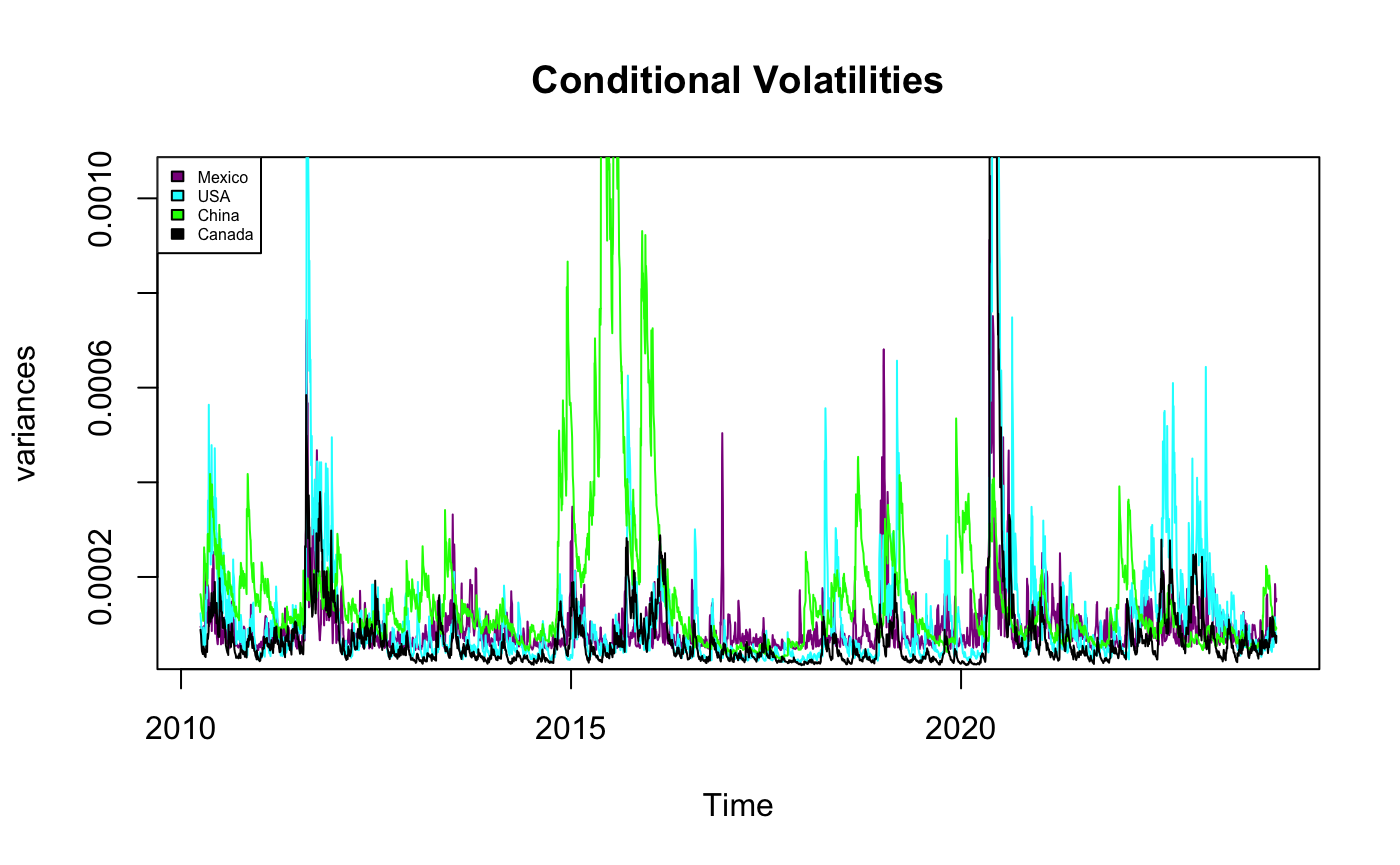 Conditional Volatilities
Mexico
USA
China
Canada
variances
0.0010
0.0006
0.0002
2010
2015
2020
Time